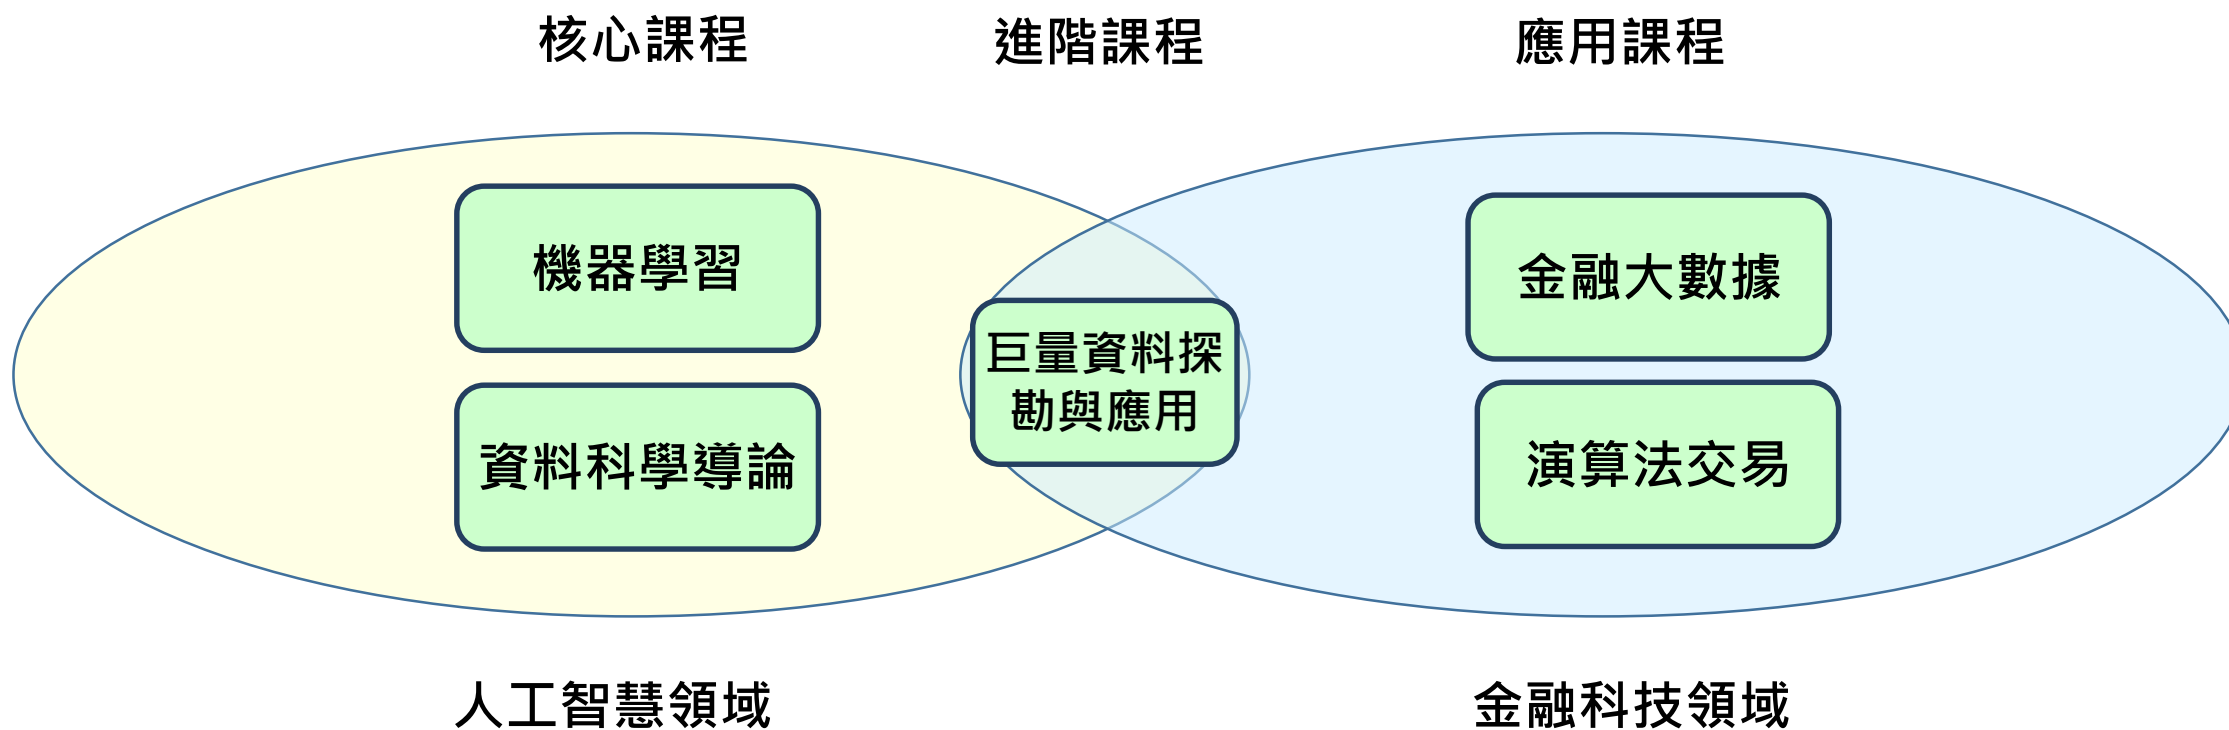 核心課程
進階課程
應用課程
機器學習
資料科學導論
巨量資料探
勘與應用
金融大數據
演算法交易
人工智慧領域
金融科技領域